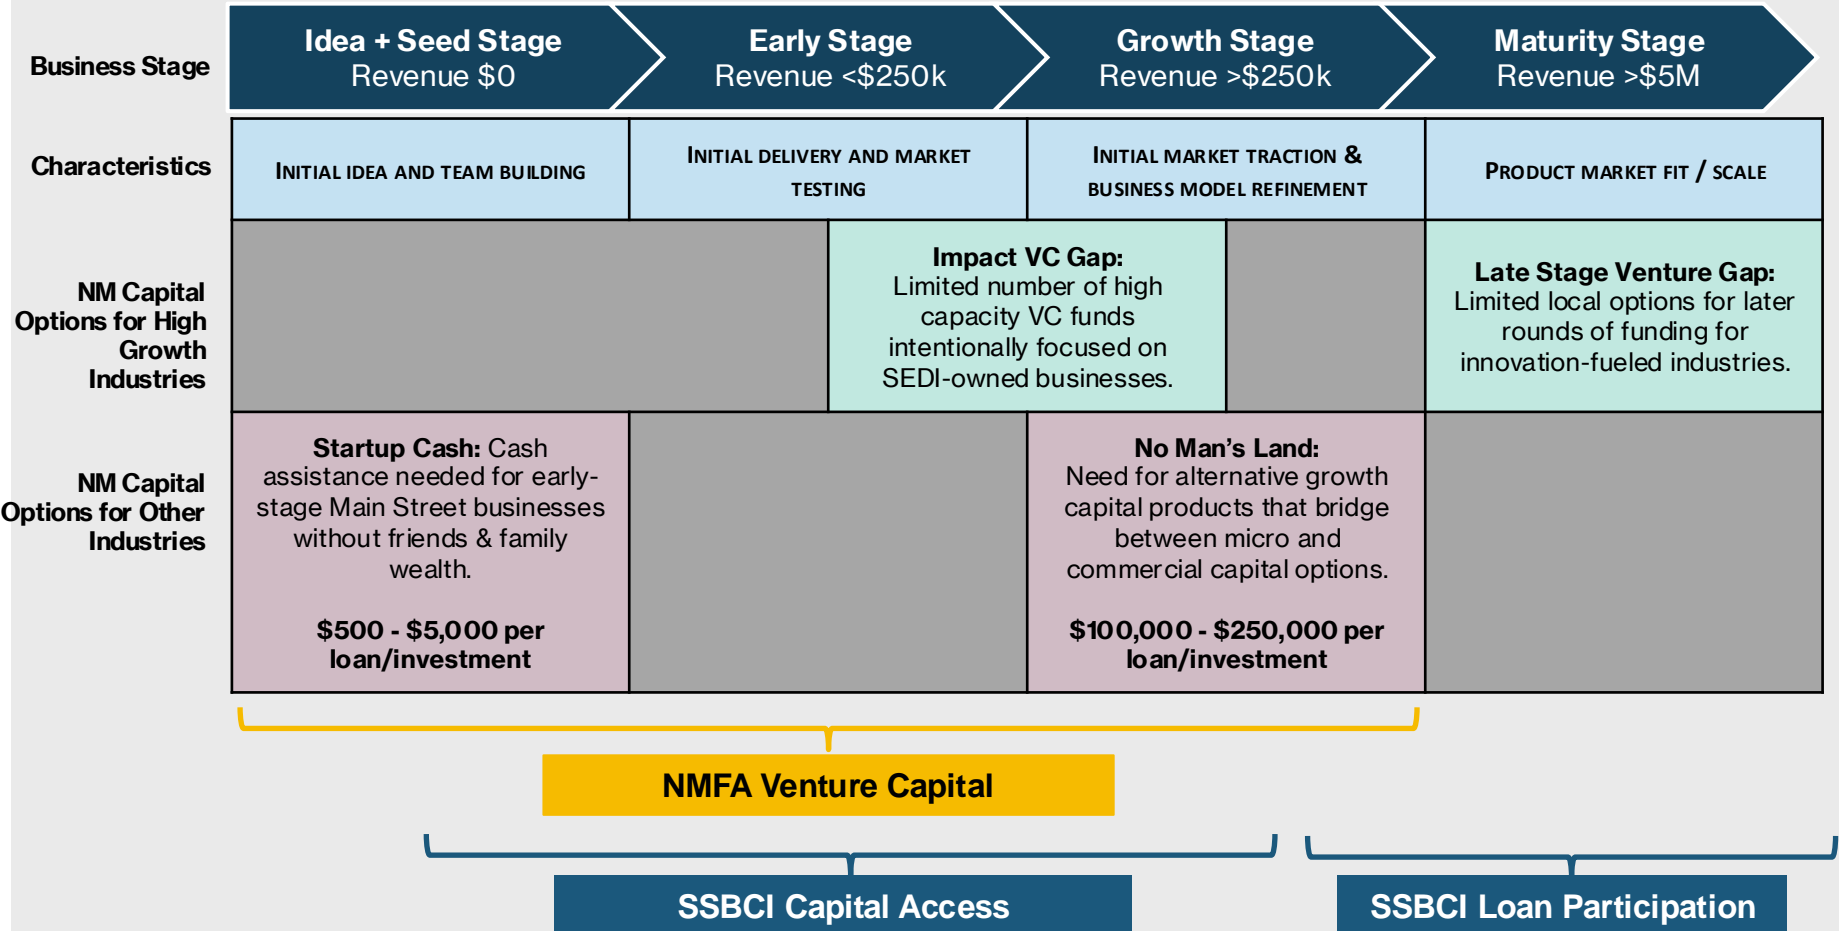 Business Stage
Idea + Seed Stage
Revenue $0
Early Stage
Revenue <$250k
Growth Stage
Revenue >$250k
Maturity Stage
Revenue >$5M
Characteristics
INITIAL IDEA AND TEAM BUILDING
INITIAL DELIVERY AND MARKET
TESTING
INITIAL MARKET TRACTION &
BUSINESS MODEL REFINEMENT
PRODUCT MARKET FIT / SCALE
NM Capital
Options for High
Growth
Industries
Impact VC Gap:
Limited number of high
capacity VC funds
intentionally focused on
SEDI-owned businesses.
Late Stage Venture Gap:
Limited local options for later
rounds of funding for
innovation-fueled industries.
NM Capital
Options for Other
Industries
Startup Cash: Cash
assistance needed for early-
stage Main Street businesses
without friends & family
wealth.
$500 - $5,000 per
loan/investment
No Man’s Land:
Need for alternative growth
capital products that bridge
between micro and
commercial capital options.
$100,000 - $250,000 per
loan/investment
NMFA Venture Capital
SSBCI Capital Access
SSBCI Loan Participation